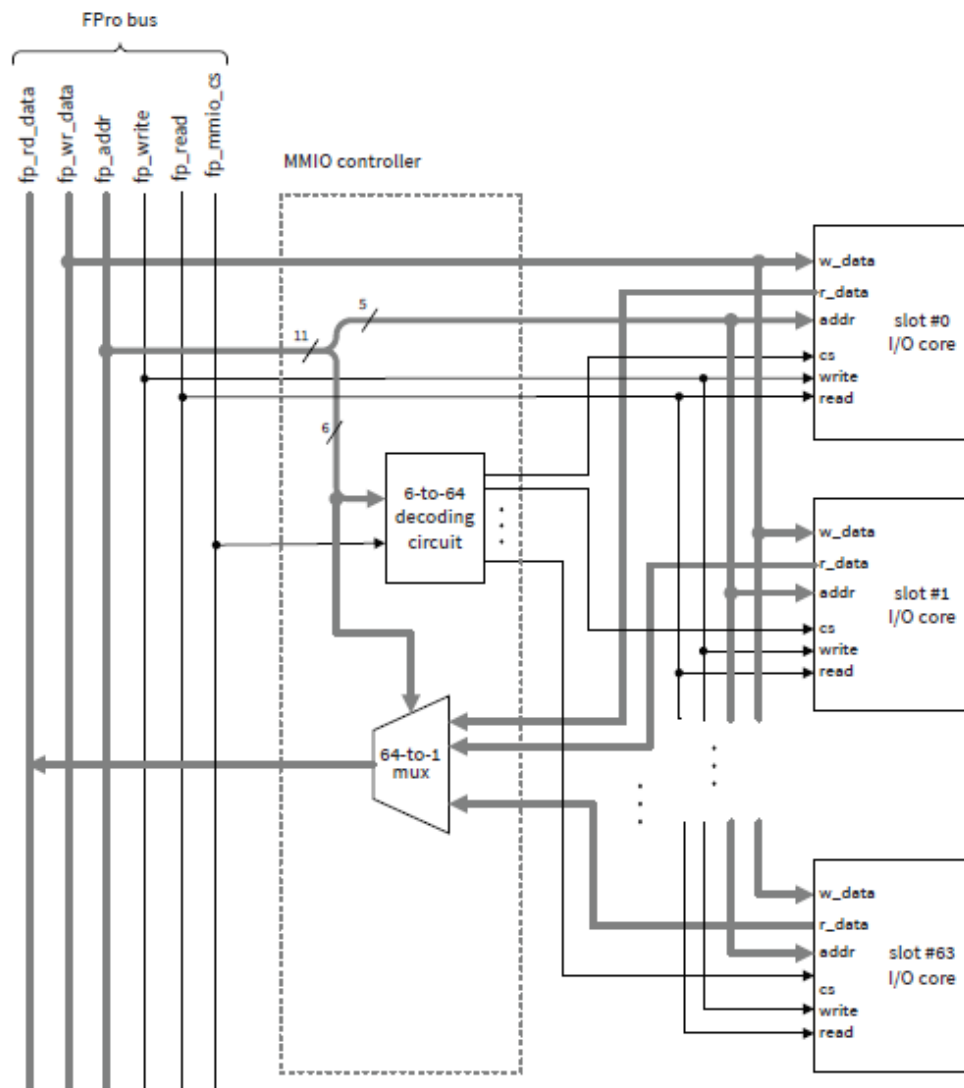 FPro bus
fp_rd_data
fp_wr_data
fp_addr
fp_write
fp_read
fp_mmio_cs
MMIO controller
11
5
6
6-to-64
decoding
circuit
64-to-1
mux
w_data
r_data
addr
cs
write
read
slot #0
I/O core
w_data
r_data
addr
cs
write
read
slot #1
I/O core
w_data
r_data
addr
cs
write
read
slot #63
I/O core